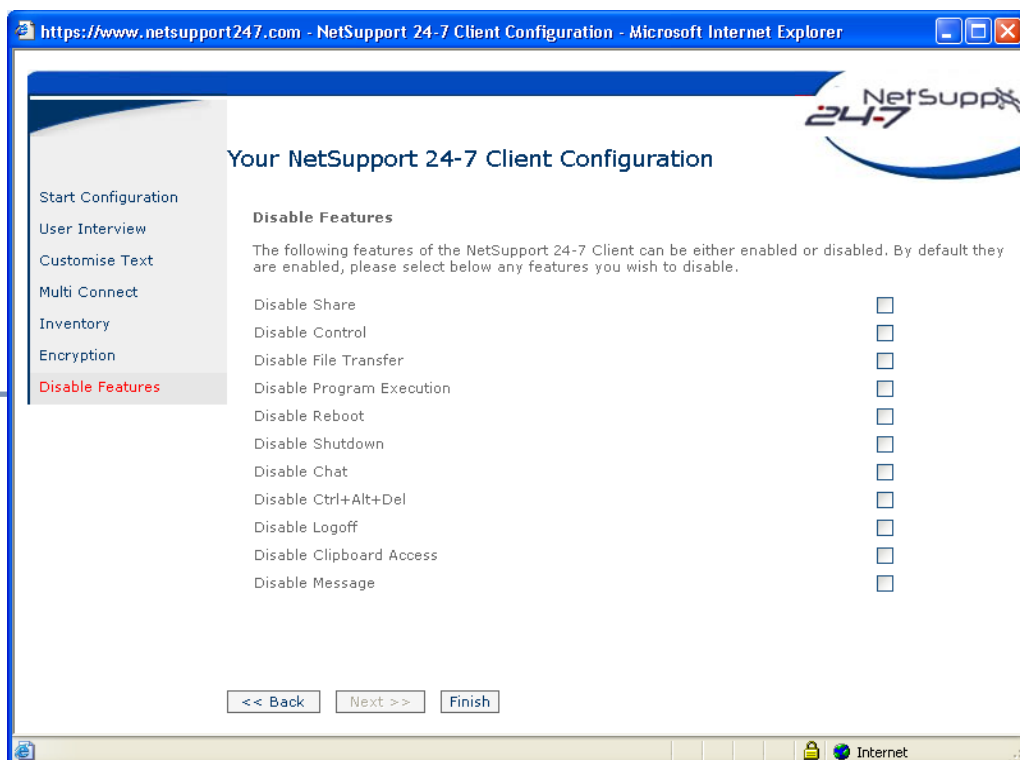 https://www.netsupport247.com - NetSupport 24-7 Client Configuration - Microsoft Internet Explorer
24-7
Your NetSupport 24-7 Client Configuration
Start Configuration
User Interview
Customise Text
Multi Connect
Inventory
Encryption
Disable Features
Disable Features
The following features of the NetSupport 24-7 Client can be either enabled or disabled. By default they
are enabled, please select below any features you wish to disable.
Disable Share
Disable Control
Disable File Transfer
Disable Program Execution
Disable Reboot
Disable Shutdown
Disable Chat
Disable Ctrl+Alt+Del
Disable Logoff
Disable Clipboard Access
Disable Message
<< Back
Next >>
Finish
Internet